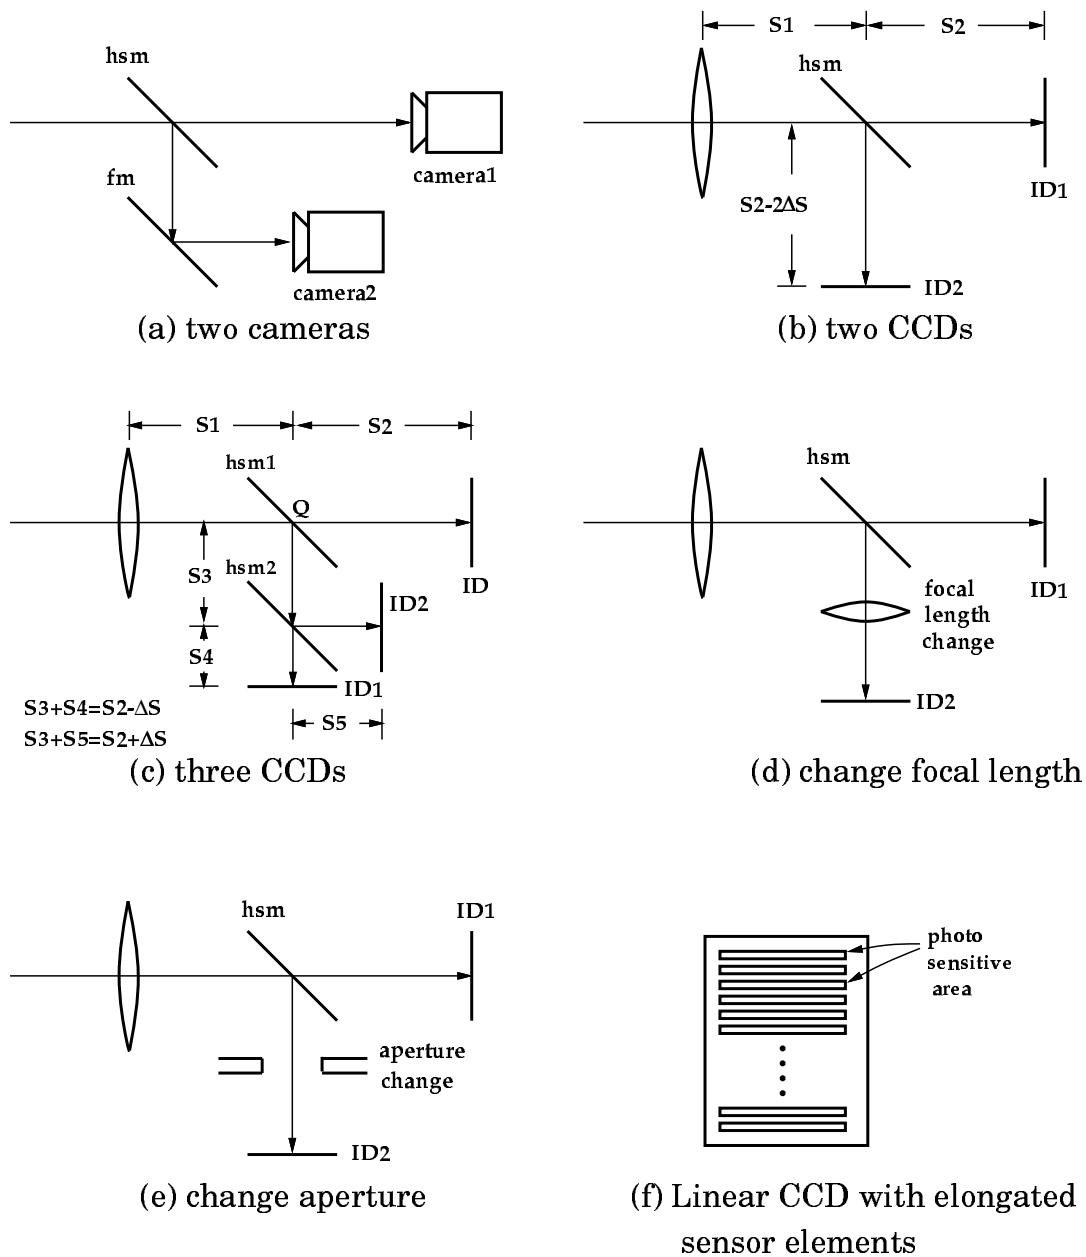 hsm
fm
camera1
camera2
(a) two cameras
S1
S2
hsm
S2-2ΔS
ID1
ID2
(b) two CCDs
S1
S2
hsm1
Q
hsm2
S3
ID
ID2
S4
ID1
S5
S3+S4=S2-ΔS
S3+S5=S2+ΔS
(c) three CCDs
hsm
ID1
focal
length
change
ID2
(d) change focal length
hsm
ID1
aperture
change
ID2
(e) change aperture
photo
sensitive
area
(f) Linear CCD with elongated
sensor elements